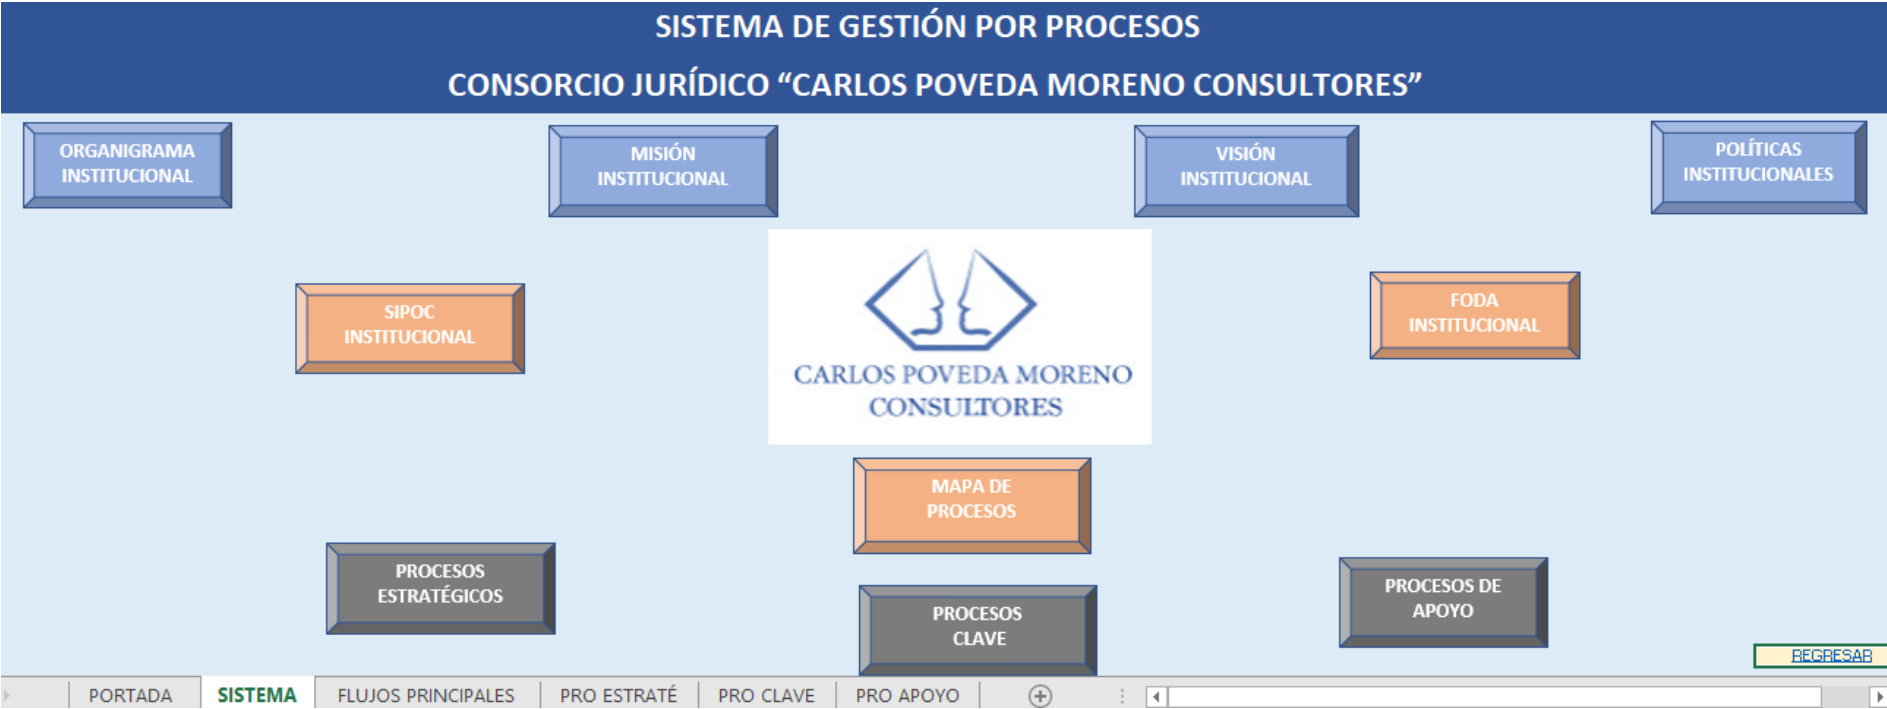 SISTEMA DE GESTIÓN POR PROCESOS
CONSORCIO JURÍDICO “CARLOS POVEDA MORENO CONSULTORES”
ORGANIGRAMA
INSTITUCIONAL
MISIÓN
INSTITUCIONAL
VISIÓN
INSTITUCIONAL
POLÍTICAS
INSTITUCIONALES
SIPOC
INSTITUCIONAL
FODA
INSTITUCIONAL
CARLOS POVEDA MORENO
CONSULTORES
MAPA DE
PROCESOS
PROCESOS
ESTRATÉGICOS
PROCESOS
CLAVE
PROCESOS DE
APOYO
REGRESAR
PORTADA
SISTEMA
FLUJOS PRINCIPALES
PRO ESTRATÉ
PRO CLAVE
PRO APOYO